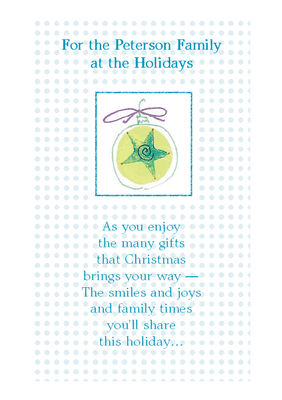 For the Peterson Family
at the Holidays
As you enjoy
the many gifts
that Christmas
brings your way —
The smiles and joys
and family times
you'll share
this holiday...